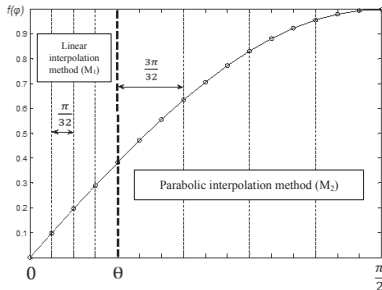 f(φ)
Linear
interpolation
method (M₁)
3π
32
π
32
0.9
0.8
0.7
0.6
0.5
0.4
0.3
0.2
0.1
0
Parabolic interpolation method (M₂)
0
Θ
π
2